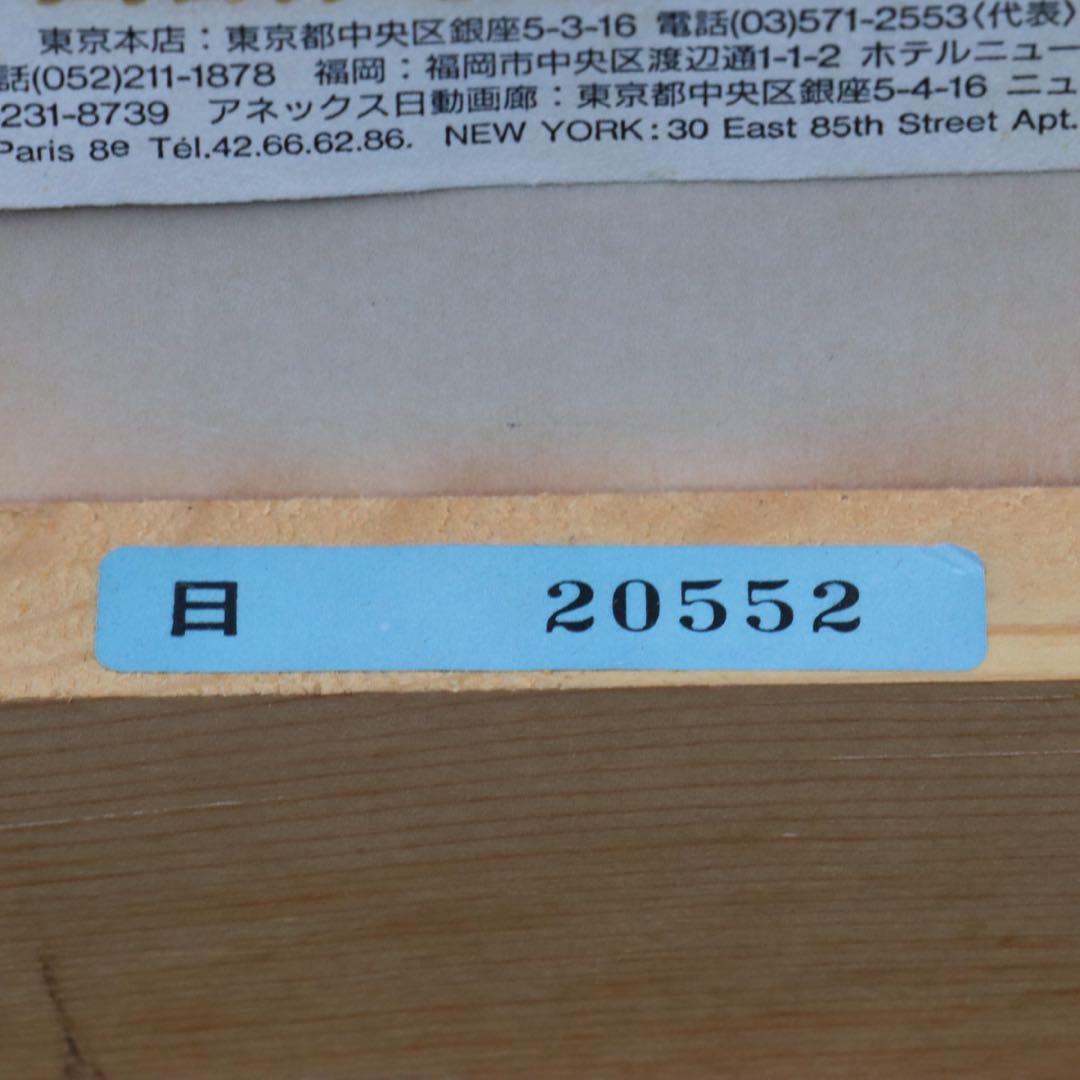 東京本店：東京都中央区銀座5-3-16 電話(03)571-2553〈代表〉
話(052)211-1878 福岡：福岡市中央区渡辺通1-1-2 ホテルニュー
231-8739 アネックス日動画廊：東京都中央区銀座5-4-16 ニュ
Paris 8e Tél.42.66.62.86. NEW YORK: 30 East 85th Street Apt.
日 20552